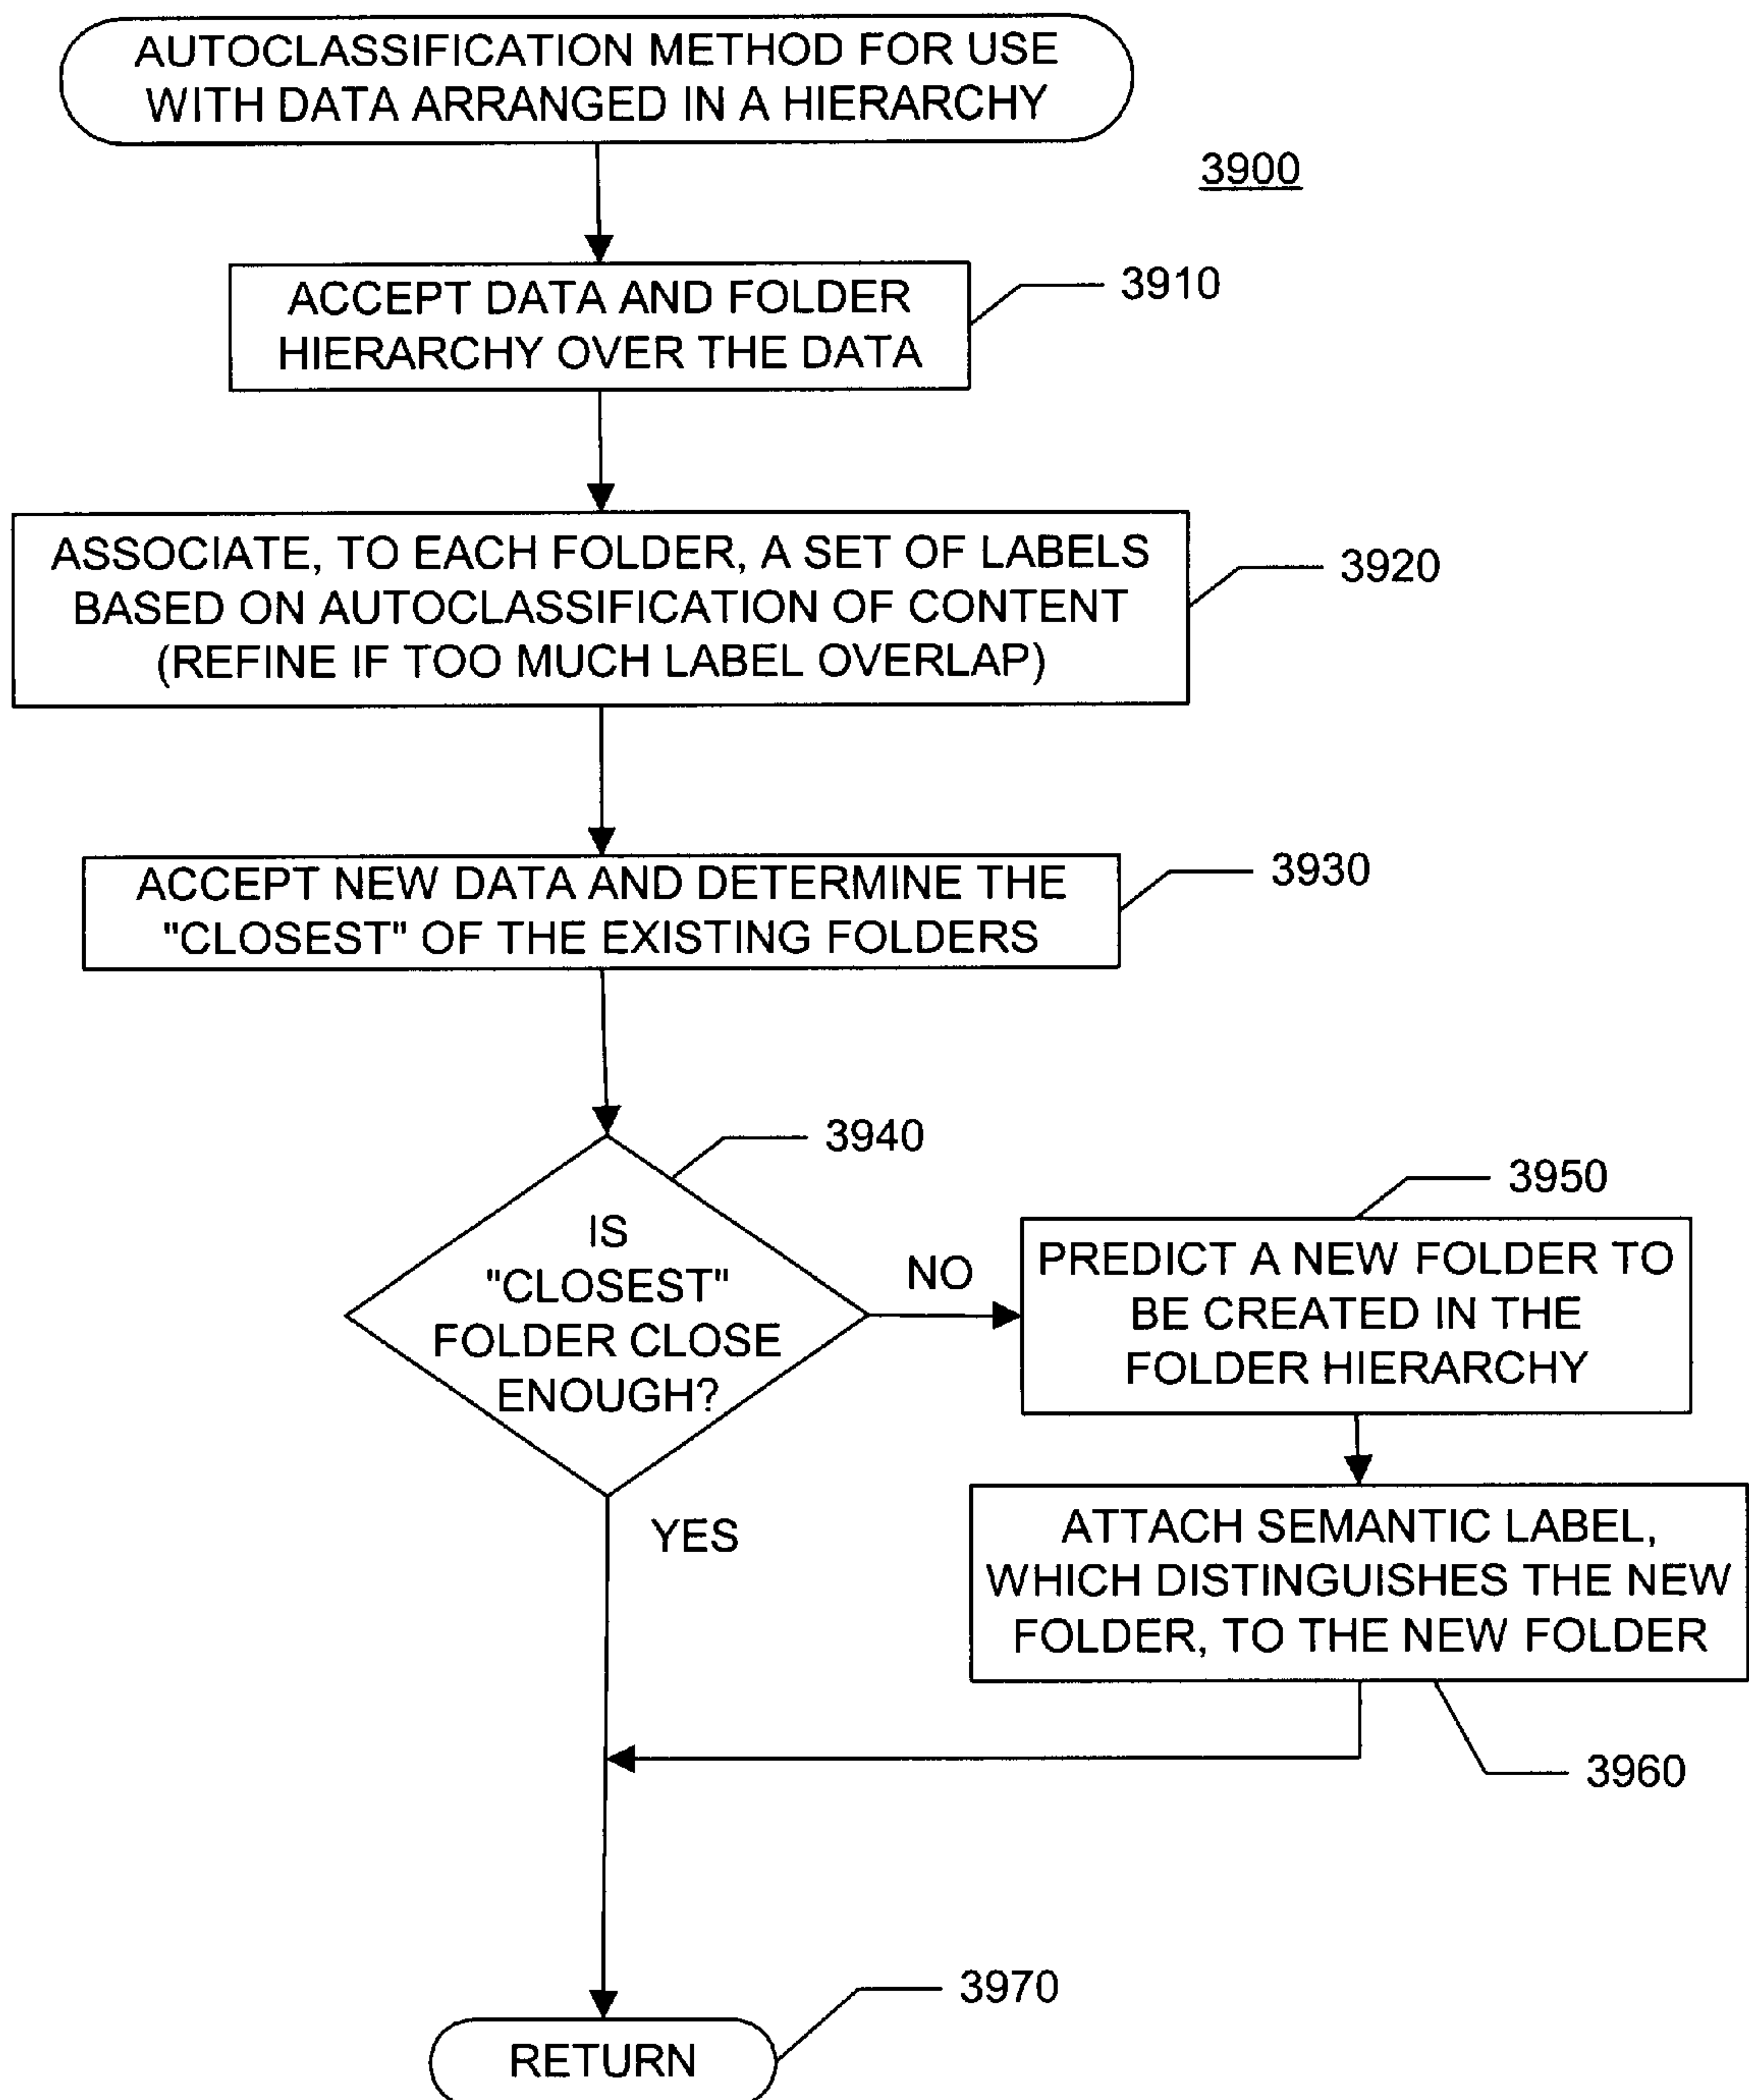 AUTOCLASSIFICATION METHOD FOR USE
WITH DATA ARRANGED IN A HIERARCHY
3900
ACCEPT DATA AND FOLDER
HIERARCHY OVER THE DATA
3910
ASSOCIATE, TO EACH FOLDER, A SET OF LABELS
BASED ON AUTOCLASSIFICATION OF CONTENT
(REFINE IF TOO MUCH LABEL OVERLAP)
3920
ACCEPT NEW DATA AND DETERMINE THE
"CLOSEST" OF THE EXISTING FOLDERS
3930
IS
"CLOSEST"
FOLDER CLOSE
ENOUGH?
3940
NO
YES
PREDICT A NEW FOLDER TO
BE CREATED IN THE
FOLDER HIERARCHY
3950
ATTACH SEMANTIC LABEL,
WHICH DISTINGUISHES THE NEW
FOLDER, TO THE NEW FOLDER
3960
RETURN
3970